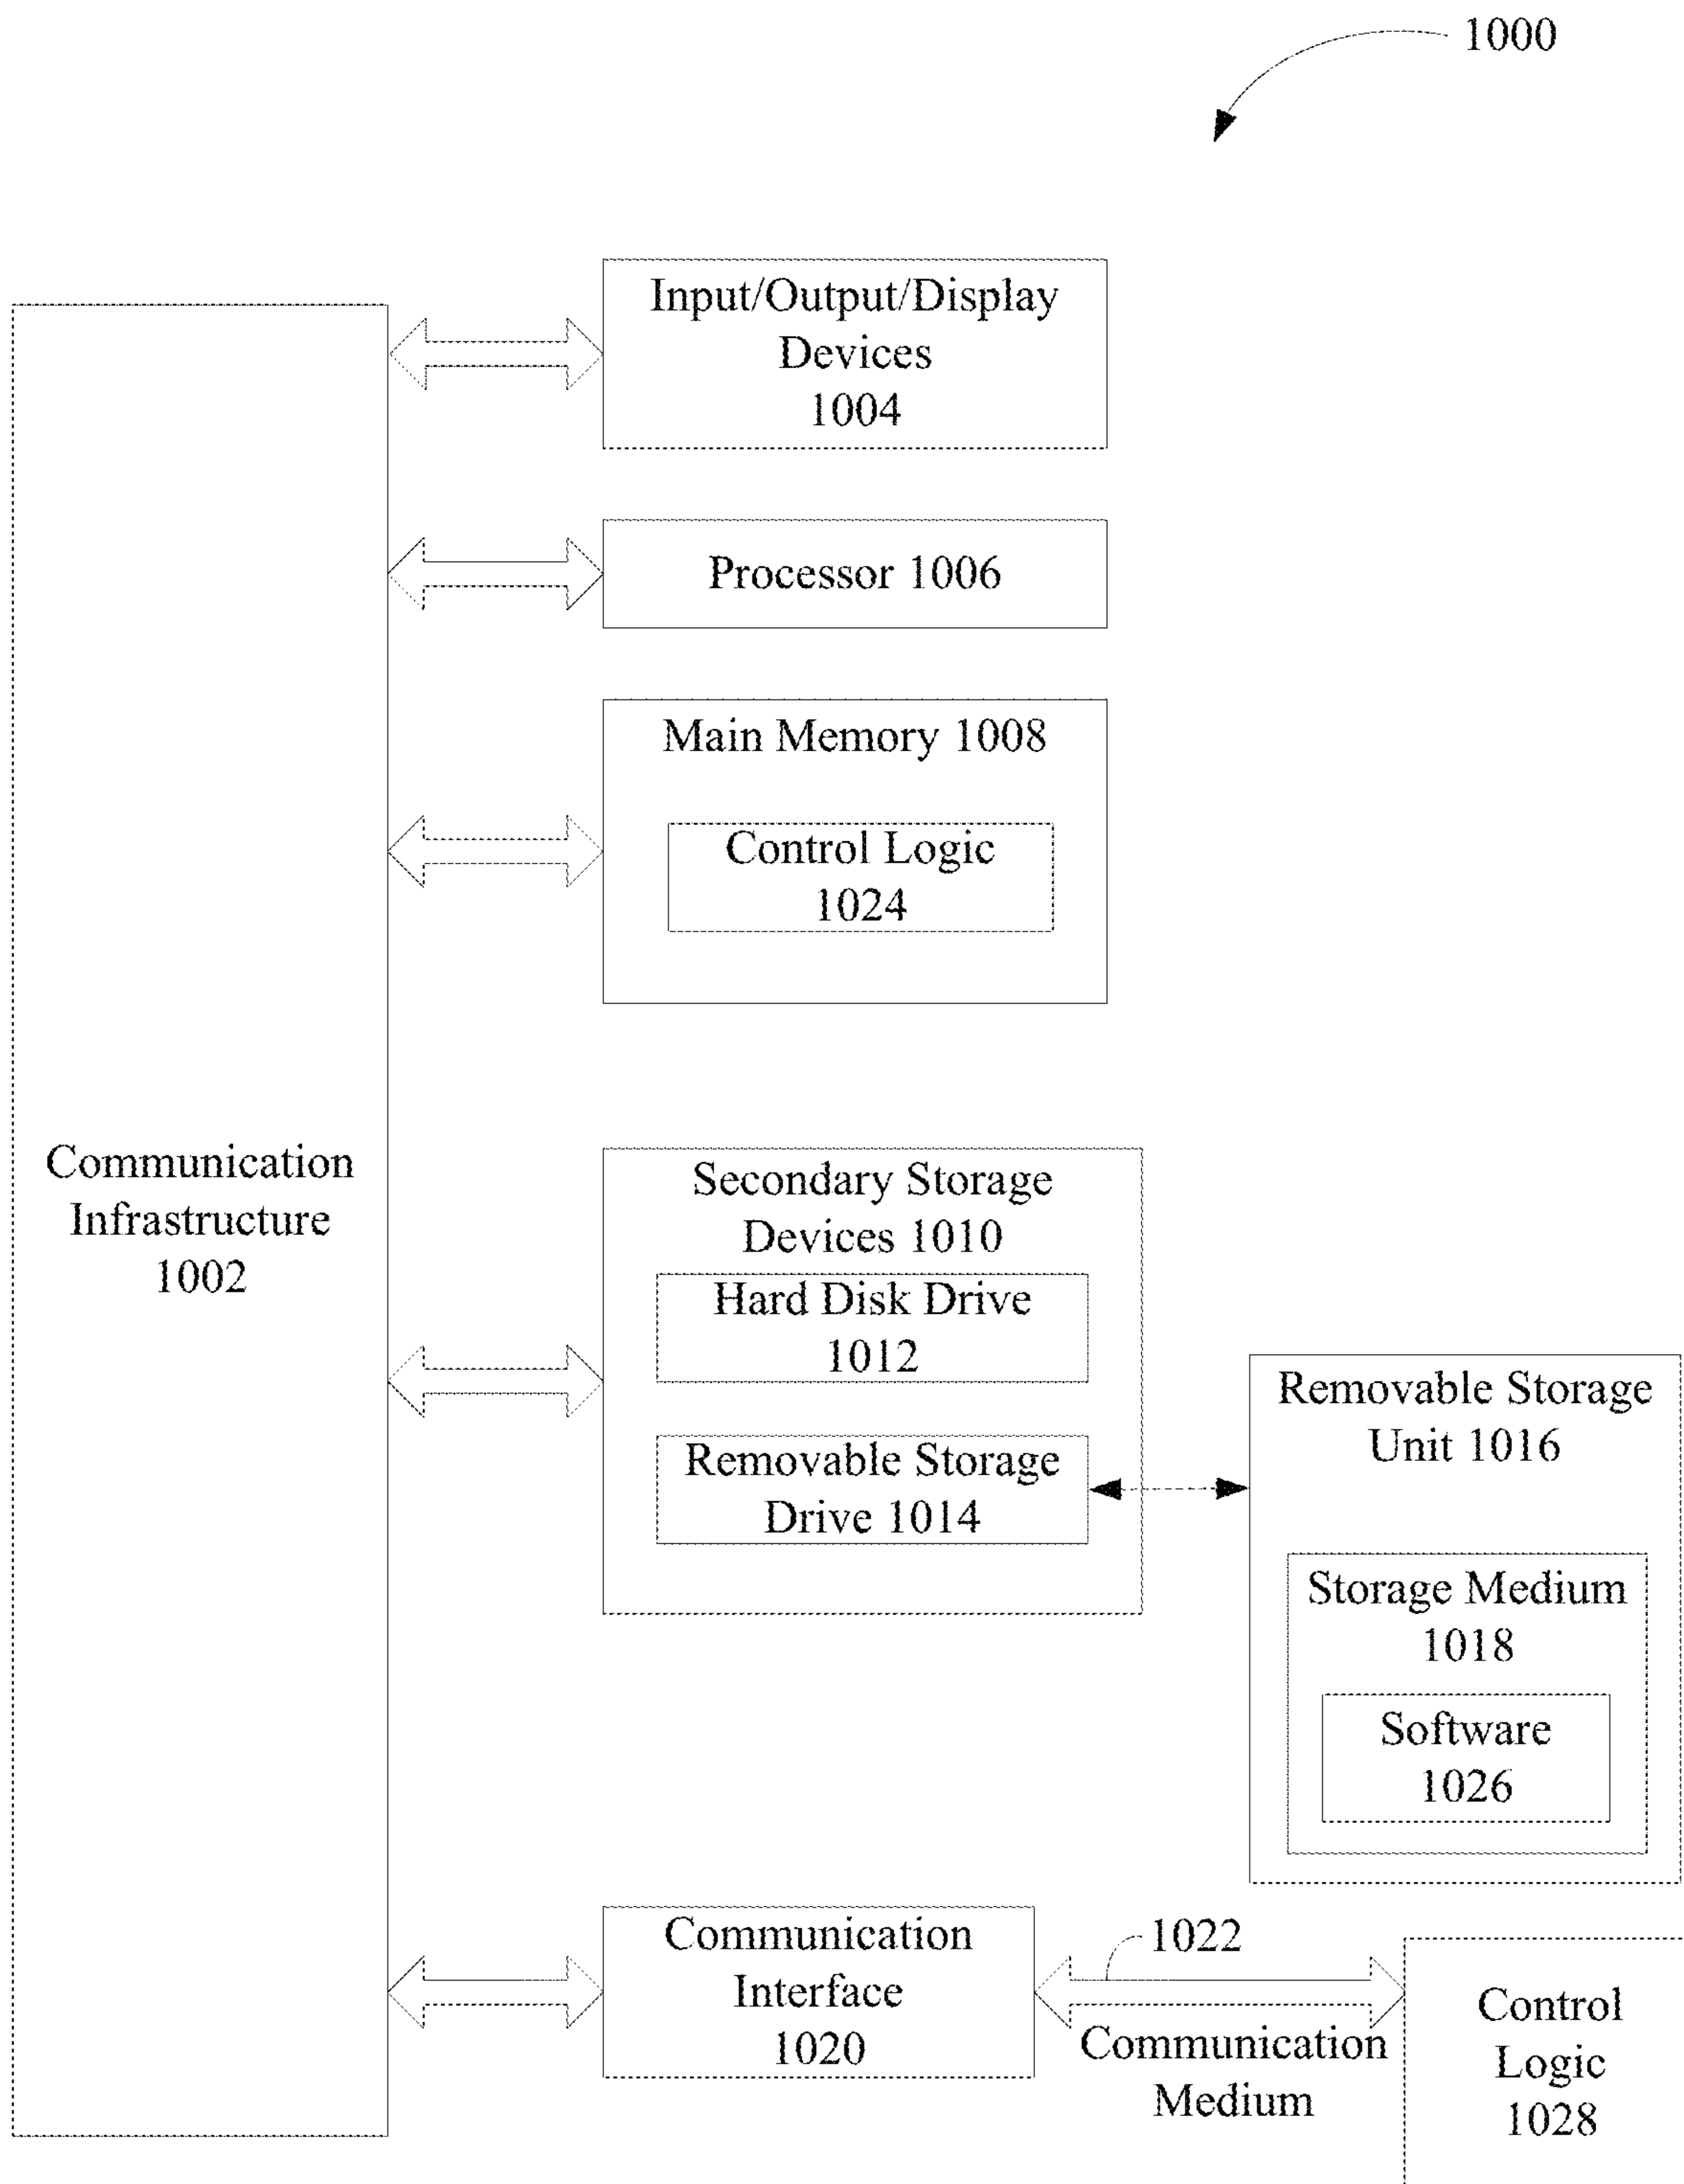 1000
Input/Output/Display
Devices
1004
Processor 1006
Main Memory 1008
Control Logic
1024
Communication
Infrastructure
1002
Secondary Storage
Devices 1010
Hard Disk Drive
1012
Removable Storage
Drive 1014
Removable Storage
Unit 1016
Storage Medium
1018
Software
1026
Communication
Interface
1020
1022
Communication
Medium
Control
Logic
1028